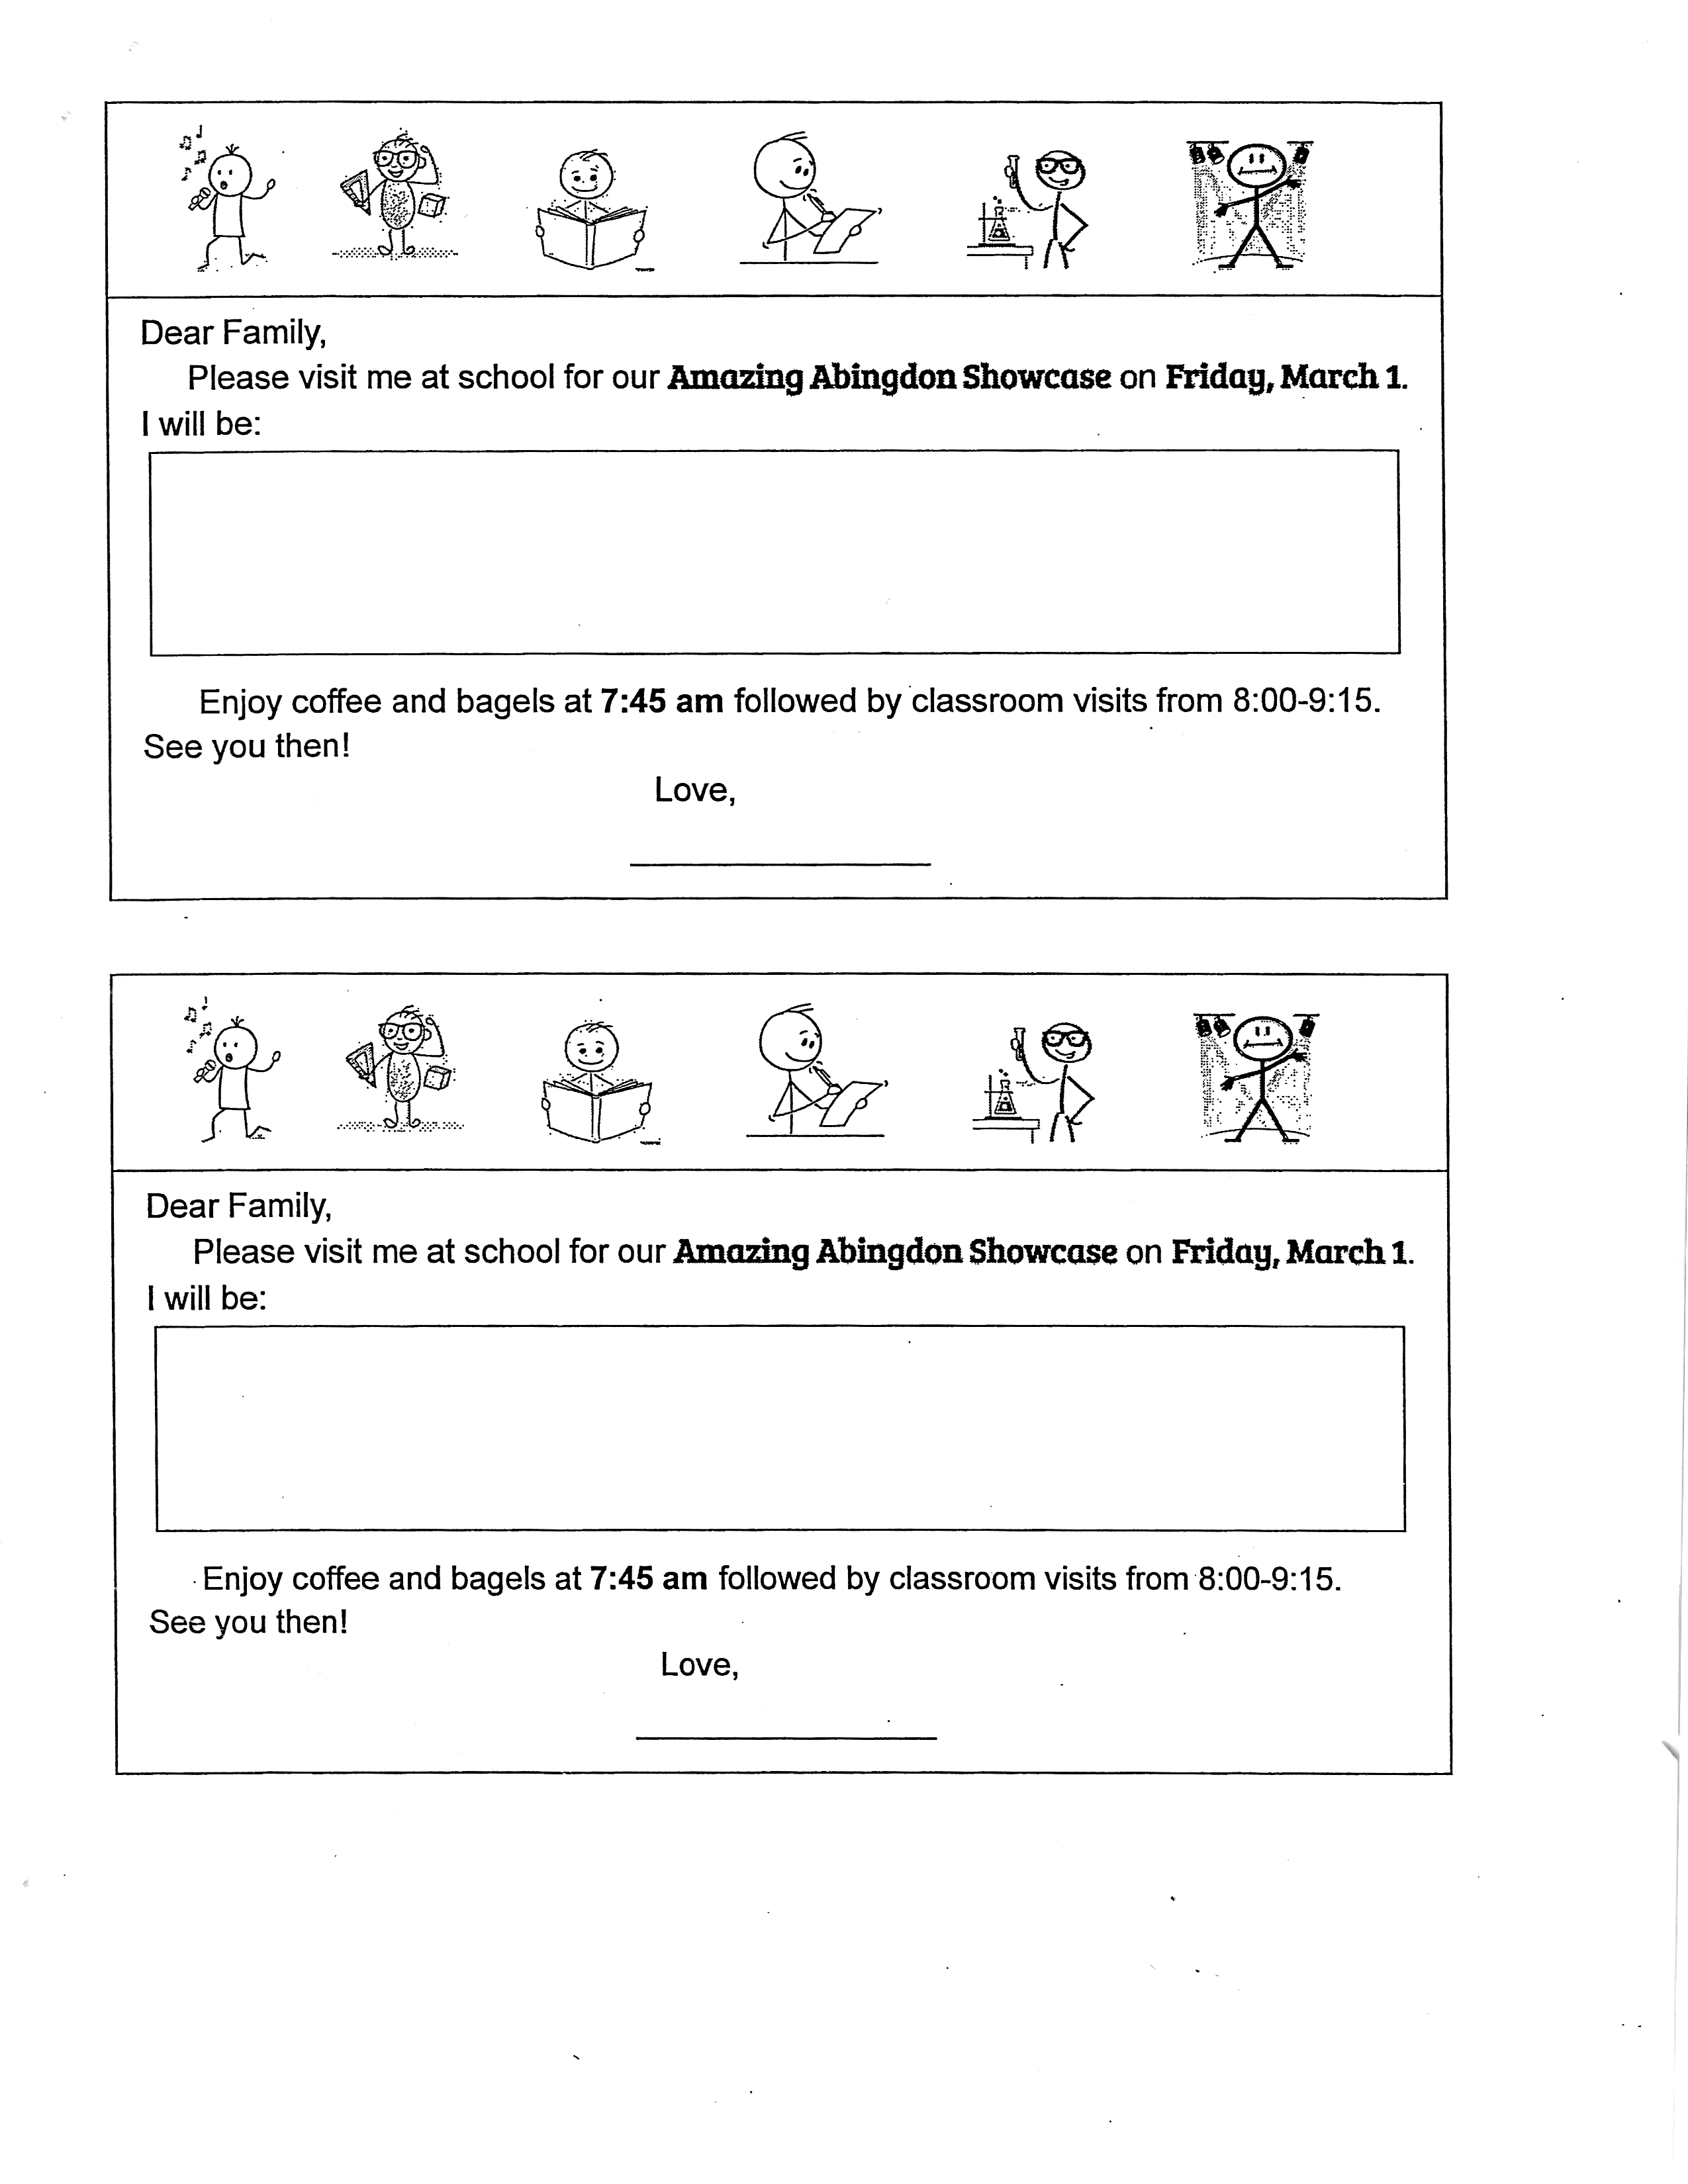 Dear Family,
Please visit me at school for our Amazing Abingdon Showcase on Friday, March 1.
I will be:
Enjoy coffee and bagels at 7:45 am followed by classroom visits from 8:00-9:15.
See you then!
Love,
Dear Family,
Please visit me at school for our Amazing Abingdon Showcase on Friday, March 1.
I will be:
Enjoy coffee and bagels at 7:45 am followed by classroom visits from 8:00-9:15.
See you then!
Love,